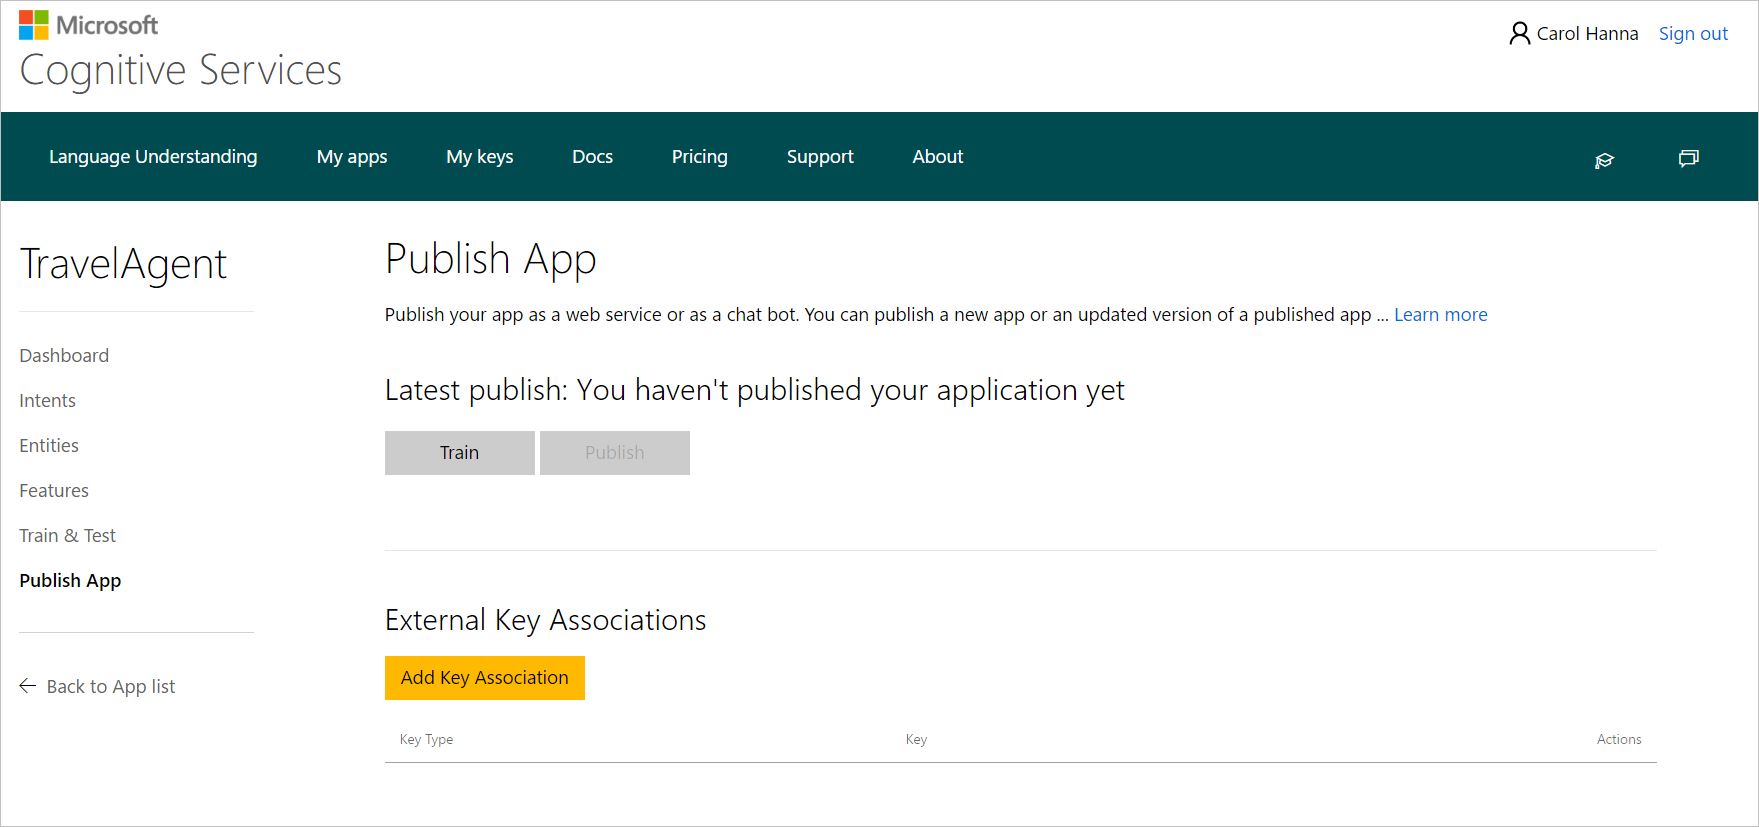 Microsoft
Cognitive Services
Carol Hanna Sign out
Language Understanding My apps My keys Docs Pricing Support About
TravelAgent
Dashboard
Intents
Entities
Features
Train & Test
Publish App
Back to App list
Publish App
Publish your app as a web service or as a chat bot. You can publish a new app or an updated version of a published app ... Learn more
Latest publish: You haven't published your application yet
Train Publish
External Key Associations
Add Key Association
Key Type Key Actions